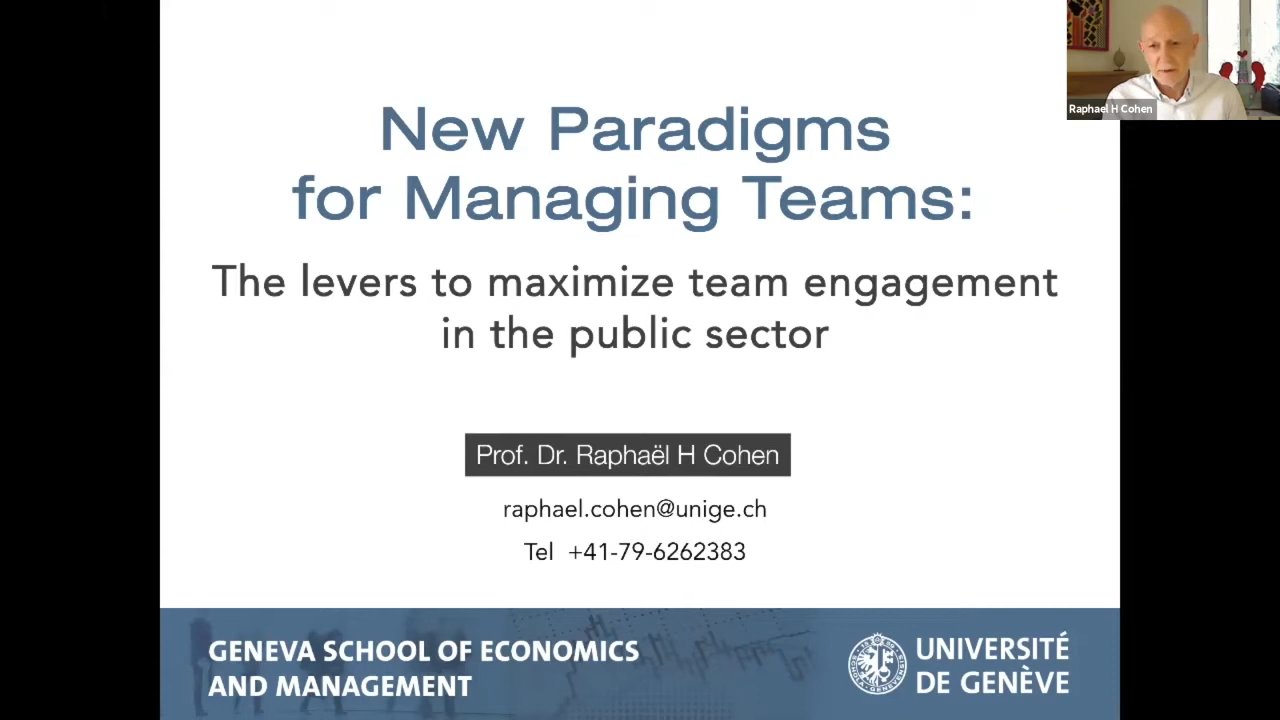 Raphael H Cohen
New Paradigms
for Managing Teams:
The levers to maximize team engagement
in the public sector
Prof. Dr. Raphaël H Cohen
raphael.cohen@unige.ch
Tel +41-79-6262383
GENEVA SCHOOL OF ECONOMICS
AND MANAGEMENT
UNIVERSITÉ
DE GENÈVE